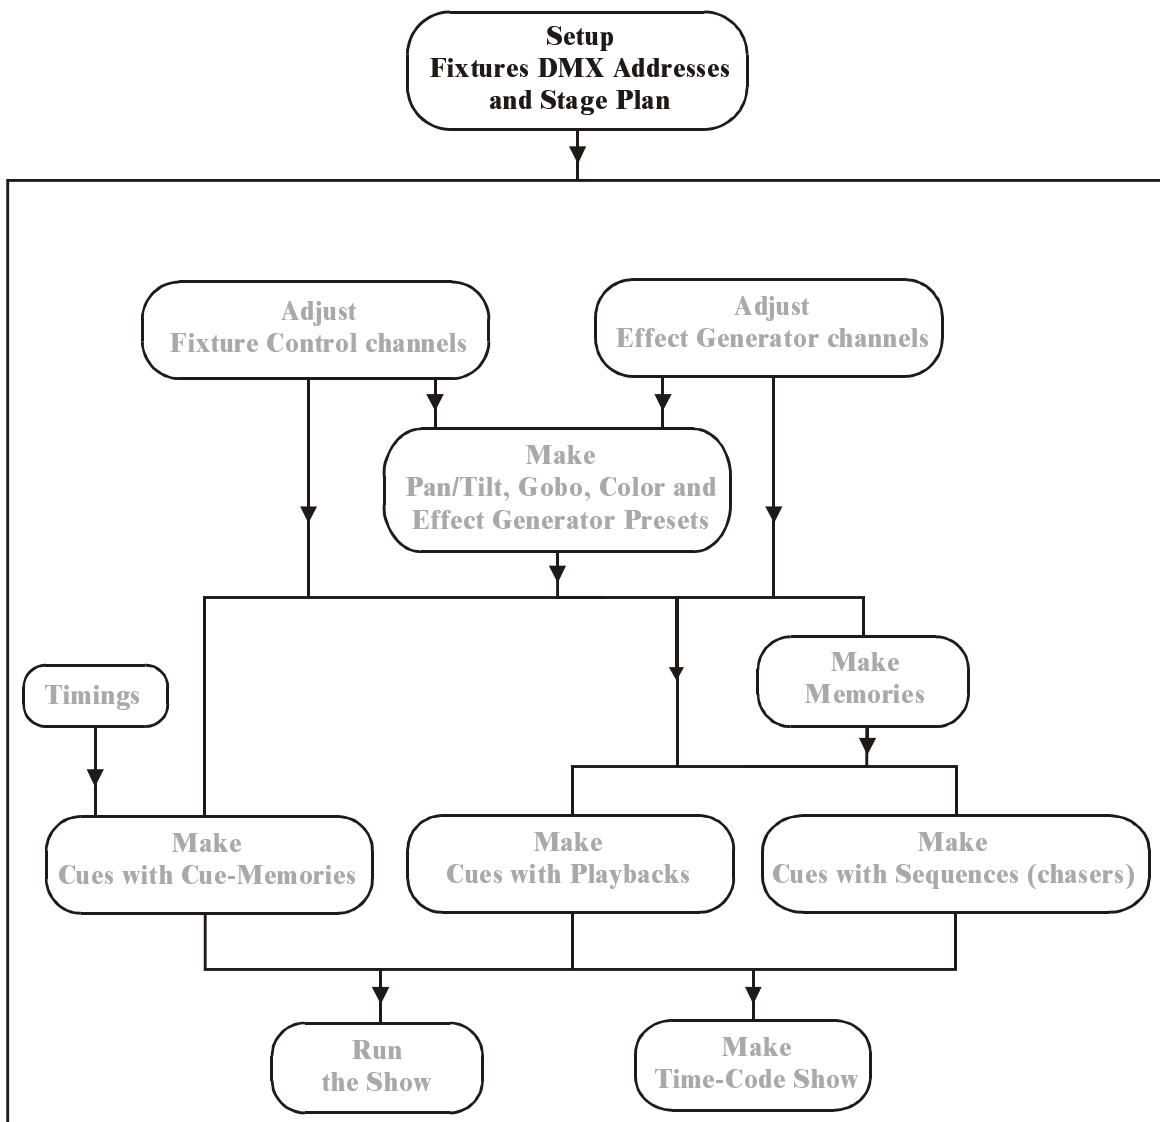 Setup
Fixtures DMX Addresses
and Stage Plan
Adjust
Fixture Control channels
Adjust
Effect Generator channels
Make
Pan/Tilt, Gobo, Color and
Effect Generator Presets
Make
Memories
Timings
Make
Cues with Cue-Memories
Make
Cues with Playbacks
Make
Cues with Sequences (chasers)
Run
the Show
Make
Time-Code Show